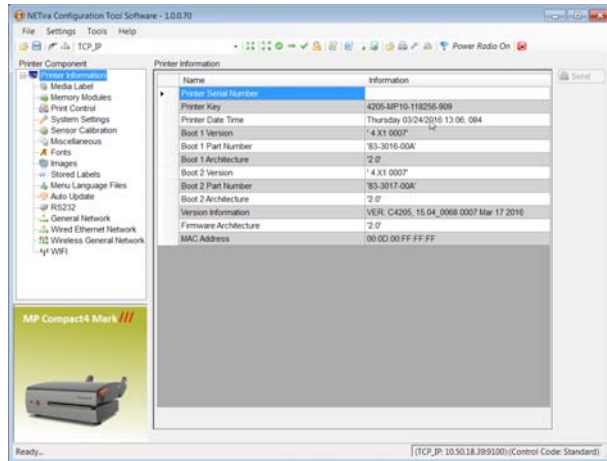 NETira Configuration Tool Software - 1.0.0.70
File Settings Tools Help
TCP_IP
Power Radio On
Printer Component
Printer Information
Media Label
Memory Modules
Print Control
System Settings
Sensor Calibration
Miscellaneous
Fonts
Images
Stored Labels
Menu Language Files
Auto Update
RS232
General Network
Wired Ethernet Network
Wireless General Network
WIFI
MP Compact4 Mark ///
Printer Information
Name Information
Printer Serial Number
Printer Key 4205-MP10-118256-909
Printer Date Time Thursday 03/24/2016 13:06, 084
Boot 1 Version ' 4.X1 0007'
Boot 1 Part Number '83-3016-00A'
Boot 1 Architecture '2.0'
Boot 2 Version ' 4.X1 0007'
Boot 2 Part Number '83-3017-00A'
Boot 2 Architecture '2.0'
Version Information VER: C4205, 15.04_0068 0007 Mar 17 2016
Firmware Architecture '2.0'
MAC Address 00:0D:00:FF:FF:FF
Send
Ready...
(TCP_IP: 10.50.18.39:9100):(Control Code: Standard)